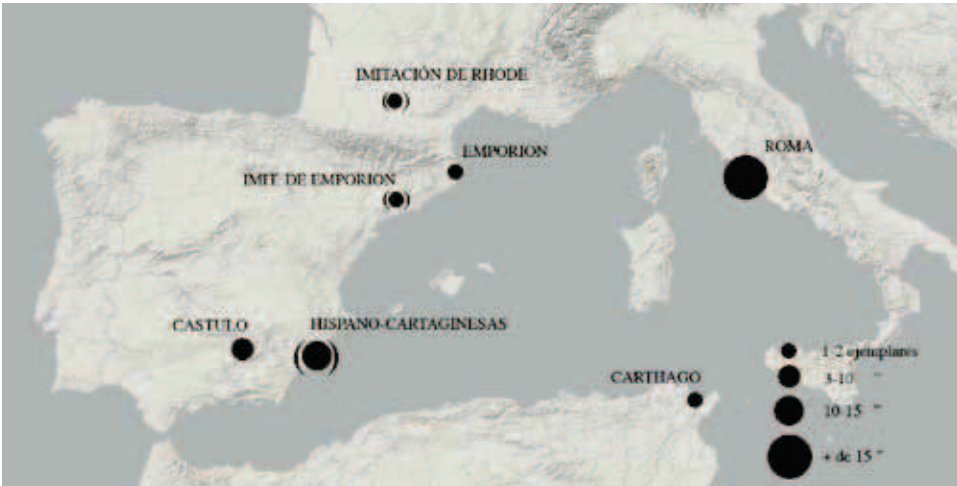 IMITACIÓN DE RHODE
( )
EMPORION
ROMA
IMIT. DE EMPORION
( )
CASTULO
HISPANO-CARTAGINESAS
( )
CARTHAGO
1-2 ejemplares
3-10 "
10-15 "
+ de 15 "